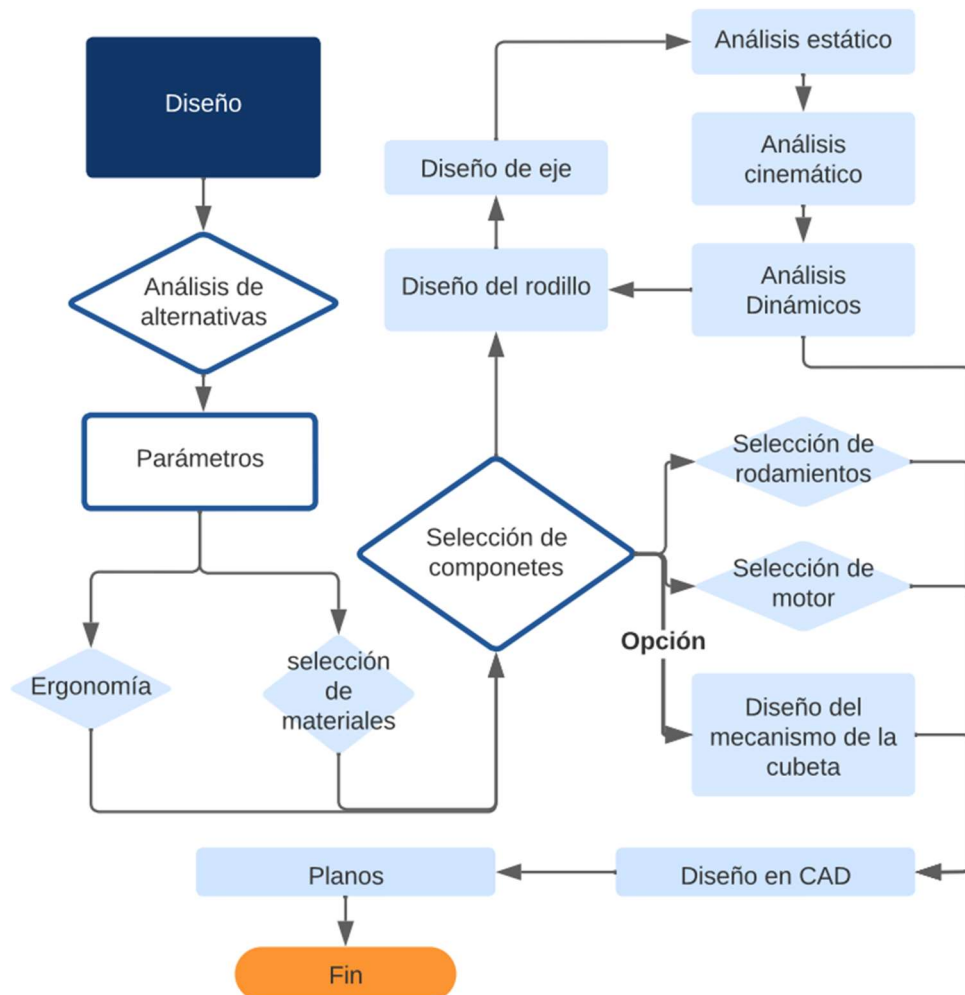 Diseño
Análisis de
alternativas
Parámetros
Ergonomía
selección
de
materiales
Selección de
componetes
Diseño del rodillo
Diseño de eje
Análisis estático
Análisis
cinemático
Análisis
Dinámicos
Selección de
rodamientos
Selección de
motor
Opción
Diseño del
mecanismo de la
cubeta
Diseño en CAD
Planos
Fin